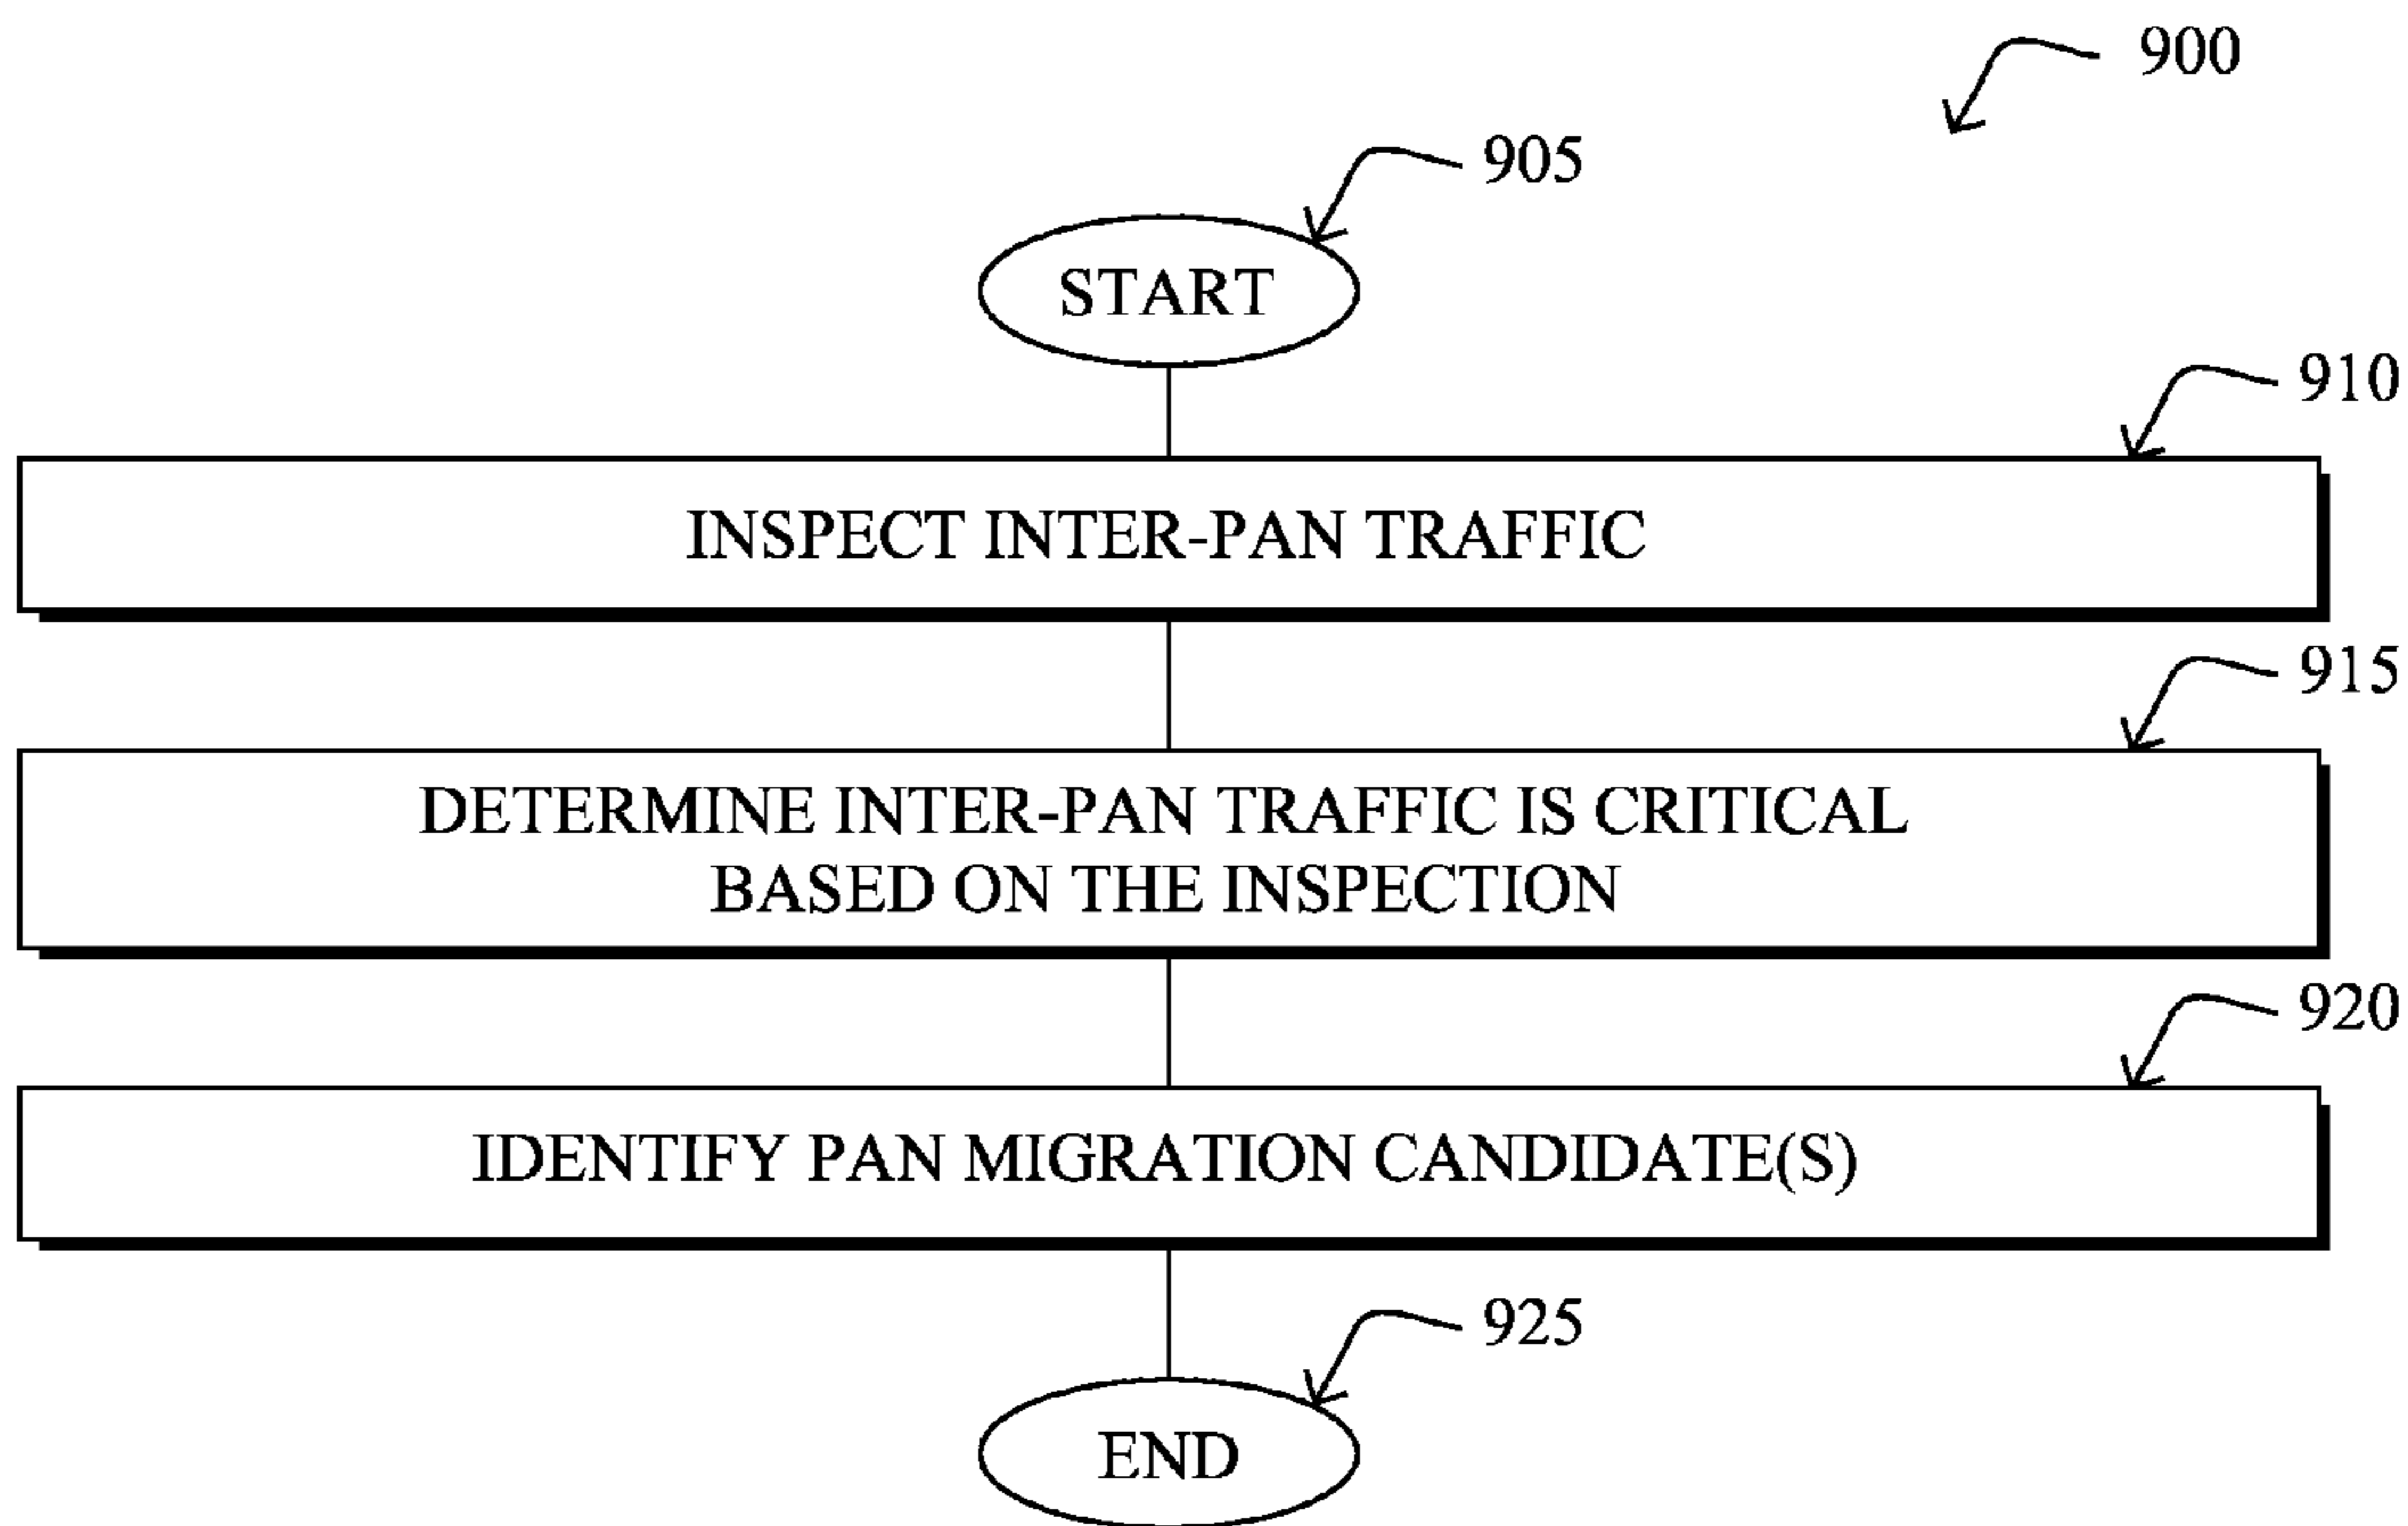 900
905
START
910
INSPECT INTER-PAN TRAFFIC
915
DETERMINE INTER-PAN TRAFFIC IS CRITICAL
BASED ON THE INSPECTION
920
IDENTIFY PAN MIGRATION CANDIDATE(S)
925
END